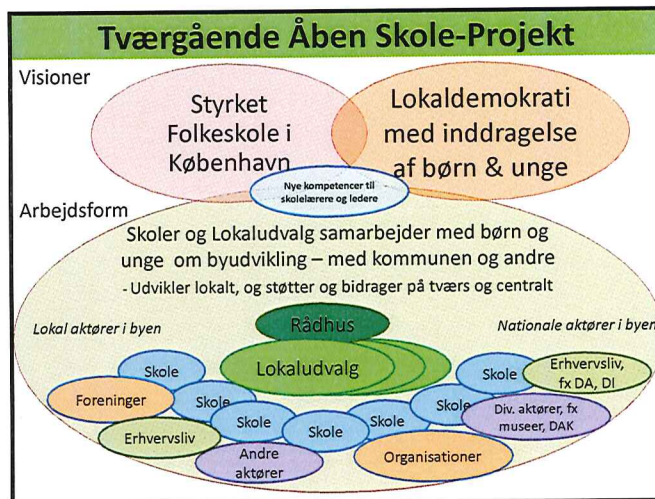 Tværgående Åben Skole-Projekt
Visioner
Styrket
Folkeskole i
København
Lokaldemokrati
med inddragelse
af børn & unge
Nye kompetencer til
skolelærere og ledere
Arbejdsform
Skoler og Lokaludvalg samarbejder med børn og
unge om byudvikling – med kommunen og andre
- Udvikler lokalt, og støtter og bidrager på tværs og centralt
Lokal aktører i byen
Rådhus
Nationale aktører i byen
Lokaludvalg
Skole
Skole
Skole
Skole
Skole
Skole
Skole
Erhvervsliv,
fx DA, DI
Foreninger
Div. aktører, fx
museer, DAK
Erhvervsliv
Andre
aktører
Organisationer